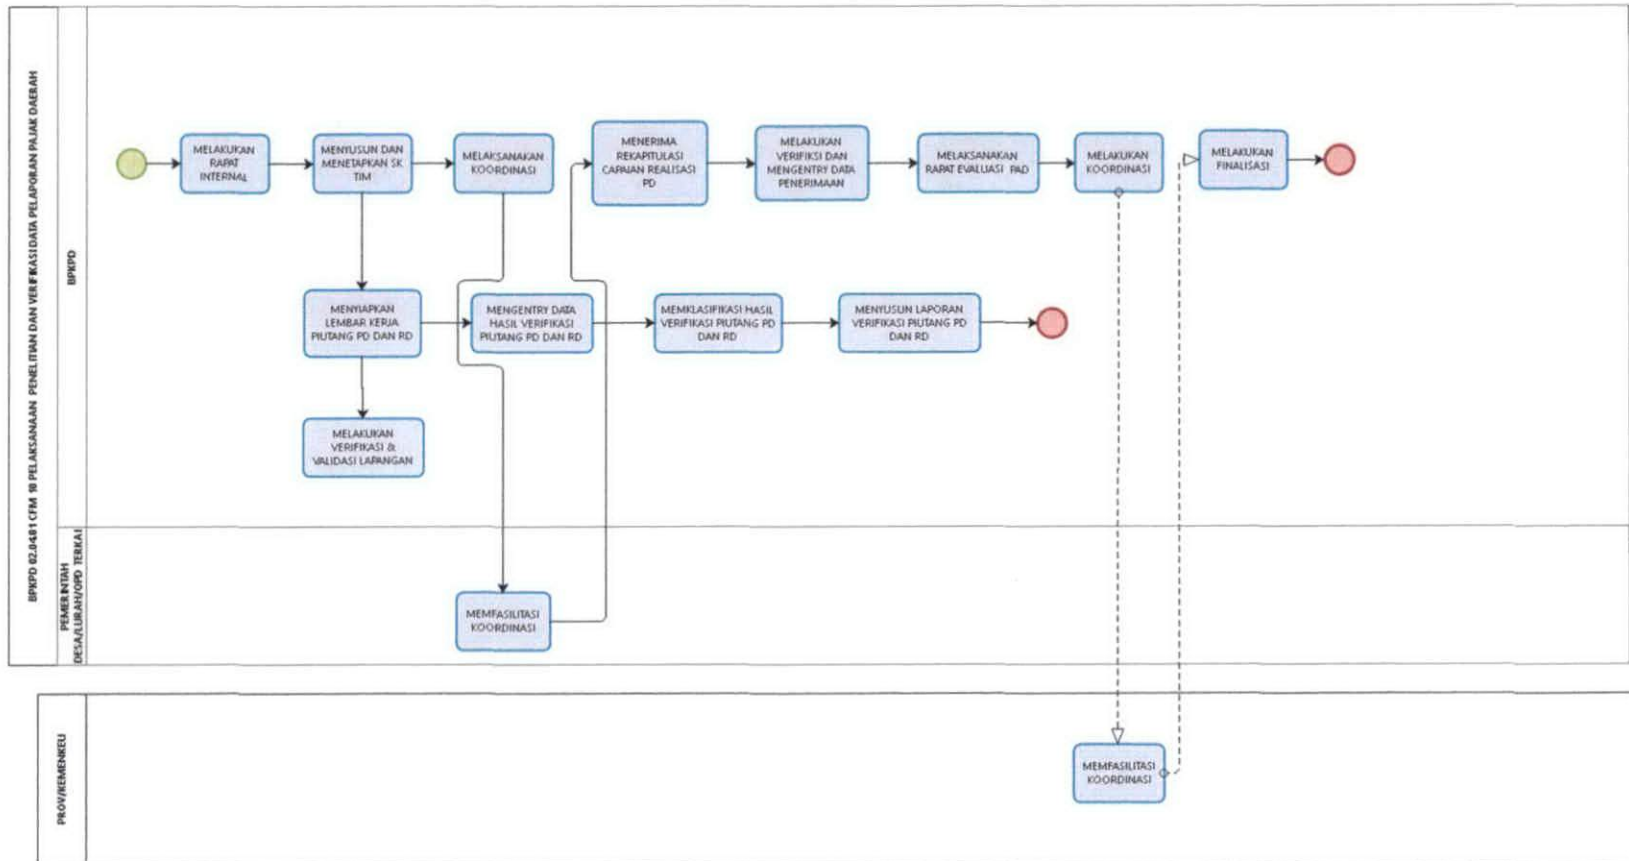 BPKPD 02.04.01 CFM 10 PELAKSANAAN PENELITIAN DAN VERIFIKASI DATA PELAPORAN PAJAK DAERAH
BPKPD
MELAKUKAN
RAPAT
INTERNAL
MENYUSUN DAN
MENETAPKAN SK
TIM
MELAKSANAKAN
KOORDINASI
MENERIMA
REKAPITULASI
CAPAIAN REALISASI
PD
MELAKUKAN
VERIFIKSI DAN
MENGENTRY DATA
PENERIMAAN
MELAKSANAKAN
RAPAT EVALUASI PAD
MELAKUKAN
KOORDINASI
MELAKUKAN
FINALISASI
MENYIAPKAN
LEMBAR KERJA
PIUTANG PD DAN RD
MENGENTRY DATA
HASIL VERIFIKASI
PIUTANG PD DAN RD
MEMKLASIFIKASI HASIL
VERIFIKASI PIUTANG PD
DAN RD
MENYUSUN LAPORAN
VERIFIKASI PIUTANG PD
DAN RD
MELAKUKAN
VERIFIKASI &
VALIDASI LAPANGAN
PEMERINTAH
DESA/LURAH/OPD TERKAI
MEMFASILITASI
KOORDINASI
PROV/KEMENKEU
MEMFASILITASI
KOORDINASI